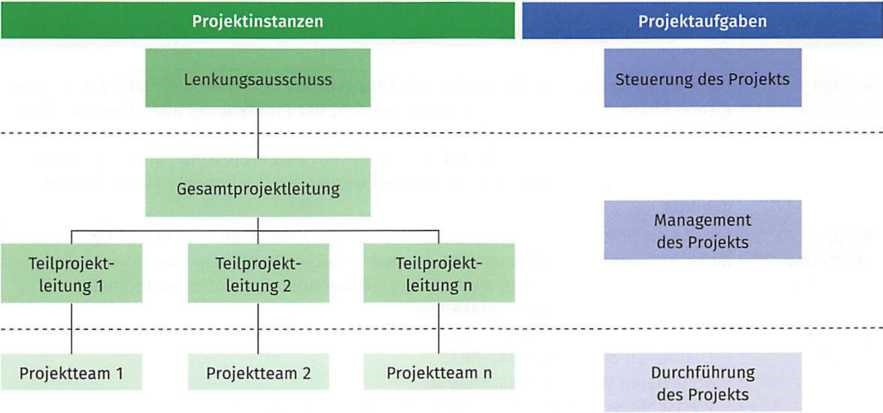 Projektinstanzen
Projektaufgaben
Lenkungsausschuss
Steuerung des Projekts
Gesamtprojektleitung
Management
des Projekts
Teilprojekt-
leitung 1
Teilprojekt-
leitung 2
Teilprojekt-
leitung n
Projektteam 1
Projektteam 2
Projektteam n
Durchführung
des Projekts